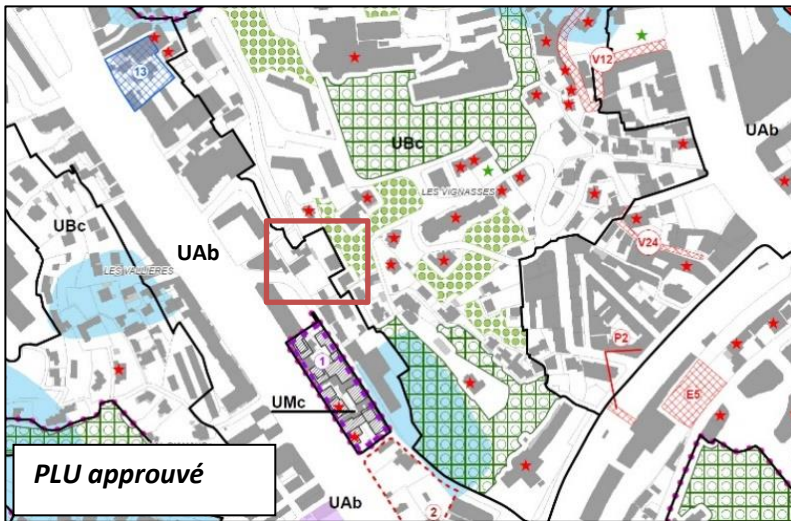 13
V12
UBc
UAb
LES VIGNASSES
UBc
UAb
V24
LES VALLIERES
P2
1
E5
UMc
PLU approuvé
UAb
2